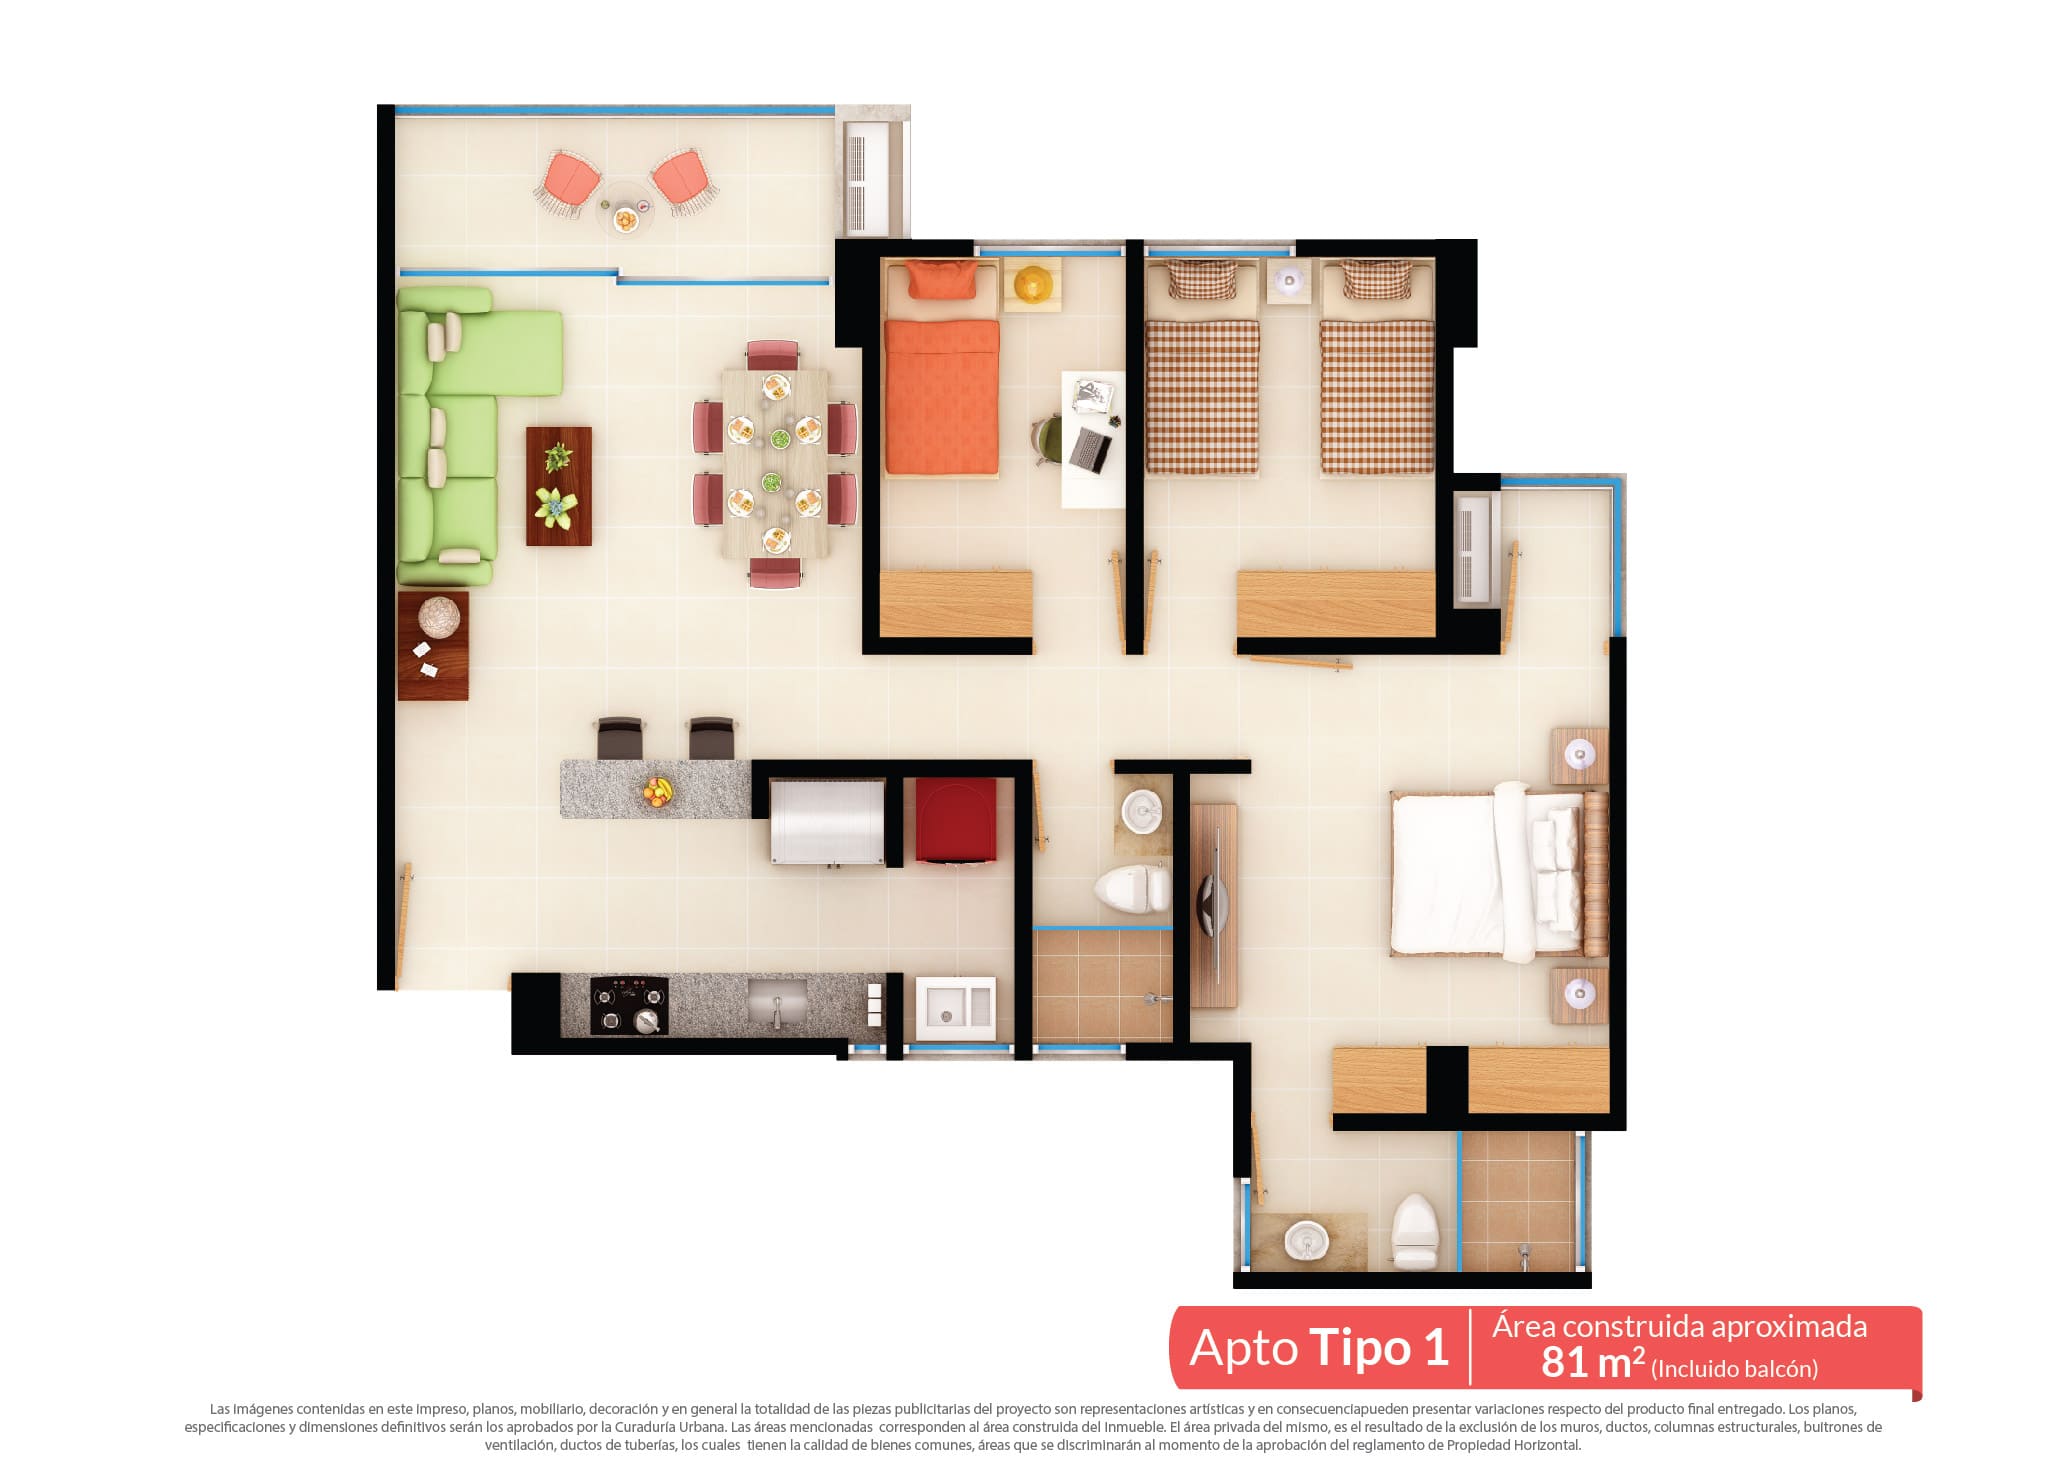 Apto Tipo 1
Área construida aproximada
81 m² (Incluido balcón)
Las imágenes contenidas en este impreso, planos, mobiliario, decoración y en general la totalidad de las piezas publicitarias del proyecto son representaciones artísticas y en consecuenciapueden presentar variaciones respecto del producto final entregado. Los planos,
especificaciones y dimensiones definitivos serán los aprobados por la Curaduría Urbana. Las áreas mencionadas corresponden al área construida del Inmueble. El área privada del mismo, es el resultado de la exclusión de los muros, ductos, columnas estructurales, buitrones de
ventilación, ductos de tuberías, los cuales tienen la calidad de bienes comunes, áreas que se discriminarán al momento de la aprobación del reglamento de Propiedad Horizontal.